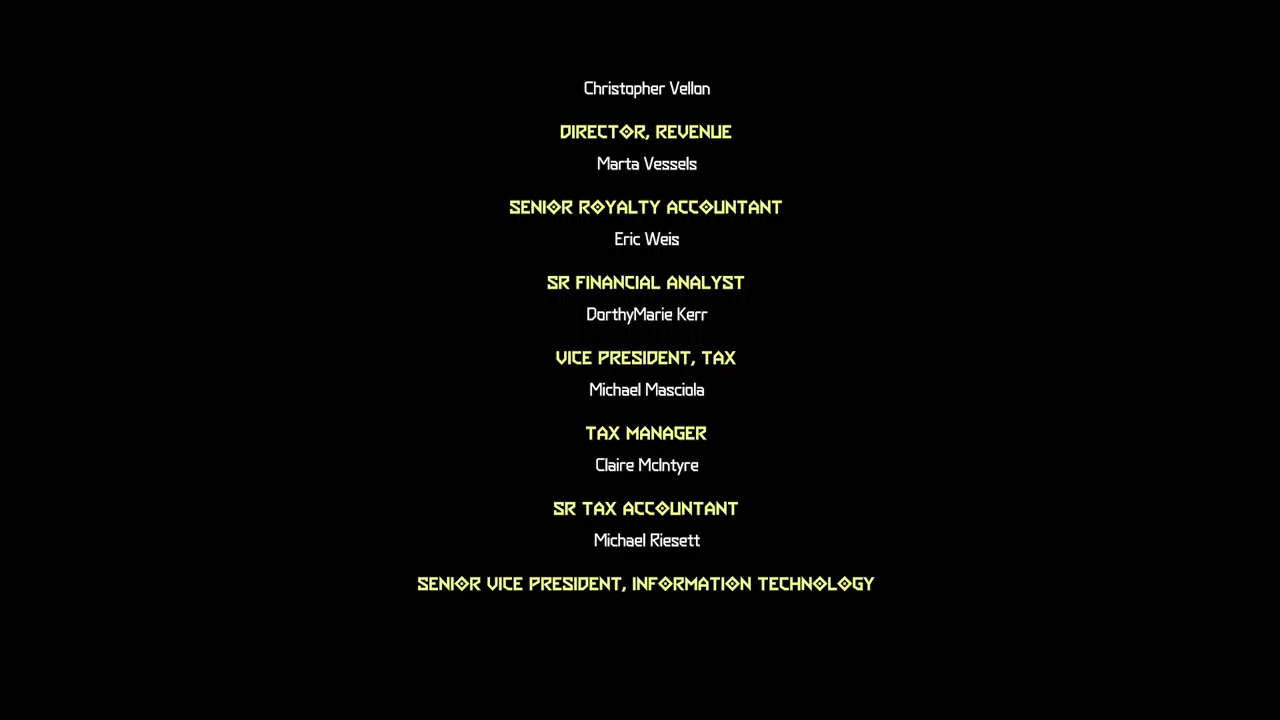 Christopher Vellon
DIRECTOR, REVENUE
Marta Vessels
SENIOR ROYALTY ACCOUNTANT
Eric Weis
SR FINANCIAL ANALYST
DorthyMarie Kerr
VICE PRESIDENT, TAX
Michael Masciola
TAX MANAGER
Claire McIntyre
SR TAX ACCOUNTANT
Michael Riesett
SENIOR VICE PRESIDENT, INFORMATION TECHNOLOGY